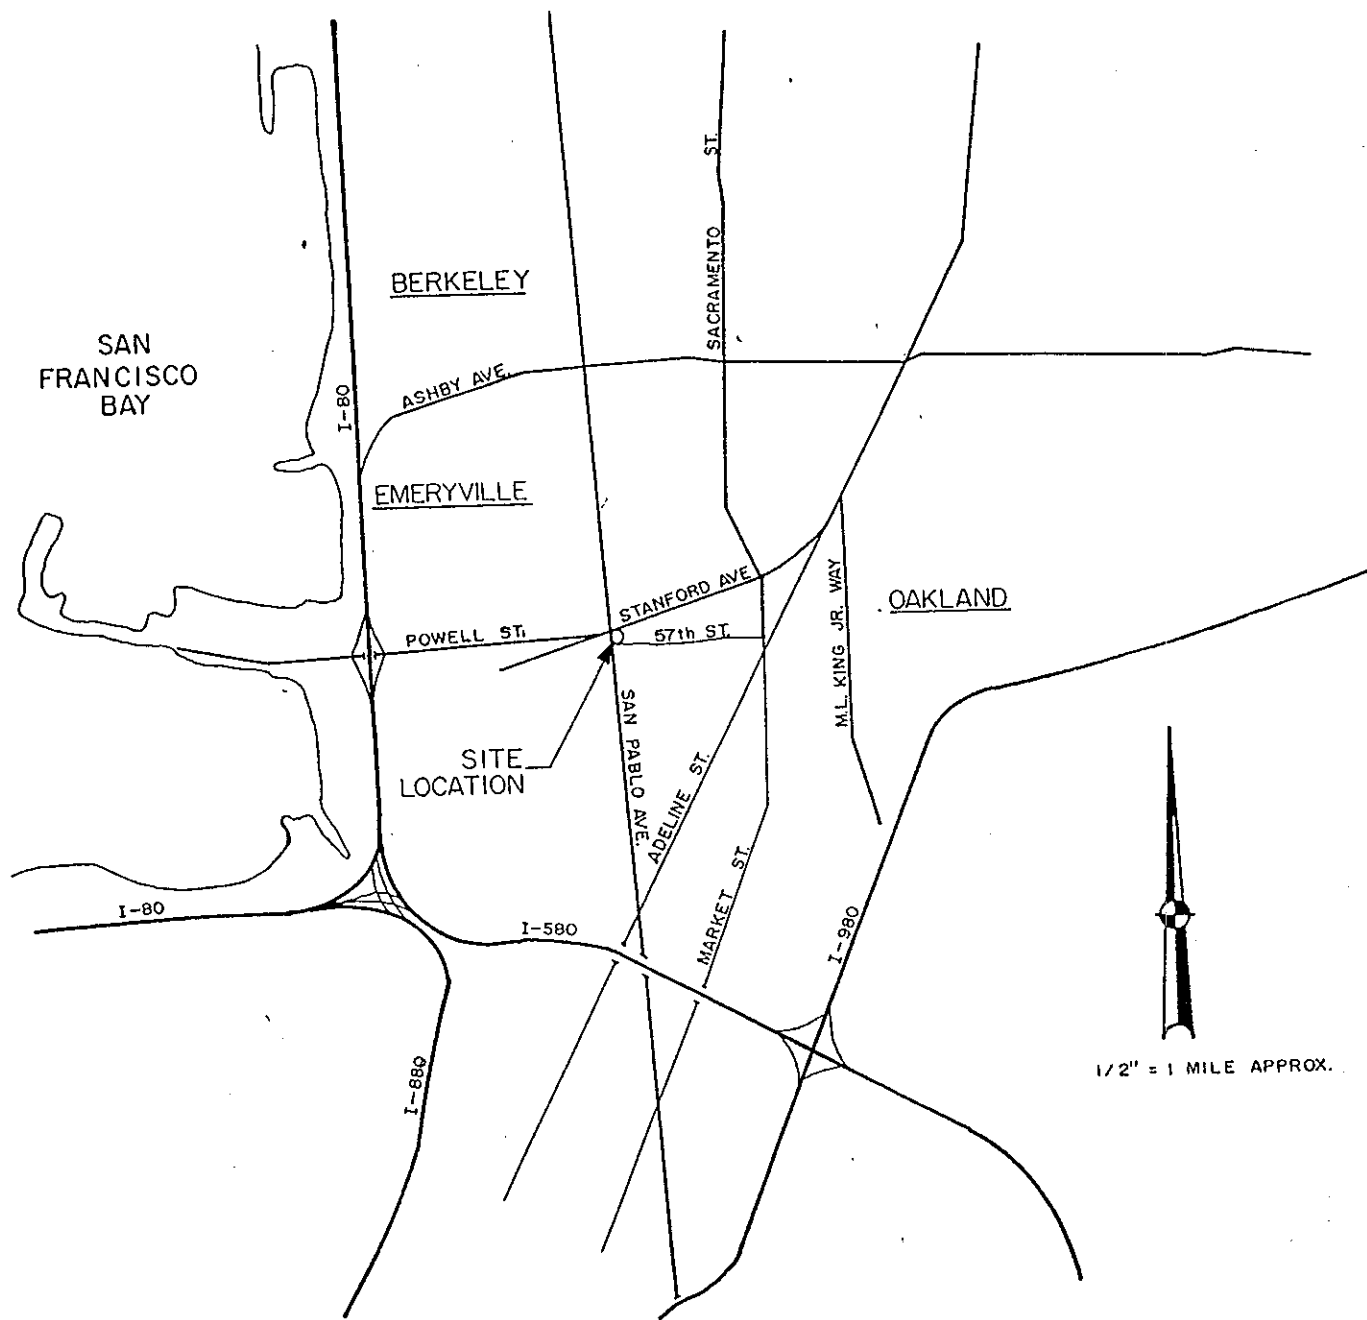 SACRAMENTO ST.
BERKELEY
SAN
FRANCISCO
BAY
I-80
ASHBY AVE.
EMERYVILLE
STANFORD AVE
M.L. KING JR. WAY
OAKLAND
POWELL ST.
57th ST.
SITE
LOCATION
SAN PABLO AVE.
ADELINE ST.
MARKET ST.
I-80
I-580
I-980
I-880
1/2" = 1 MILE APPROX.